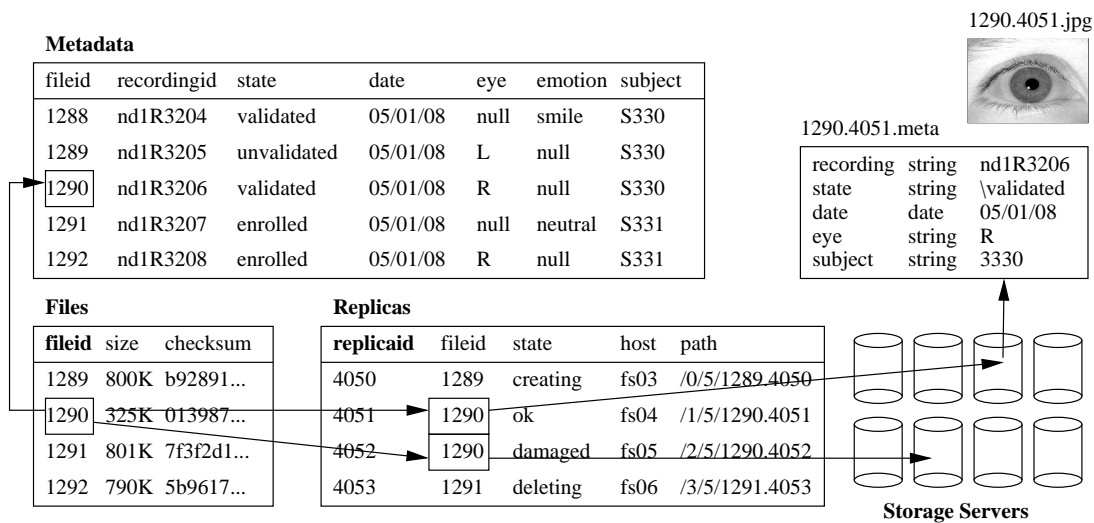 1290.4051.jpg
Metadata
fileid recordingid state date eye emotion subject
1288 nd1R3204 validated 05/01/08 null smile S330
1289 nd1R3205 unvalidated 05/01/08 L null S330
1290 nd1R3206 validated 05/01/08 R null S330
1291 nd1R3207 enrolled 05/01/08 null neutral S331
1292 nd1R3208 enrolled 05/01/08 R null S331
1290.4051.meta
recording string nd1R3206
state string \validated
date date 05/01/08
eye string R
subject string 3330
Files
fileid size checksum
1289 800K b92891...
1290 325K 013987...
1291 801K 7f3f2d1...
1292 790K 5b9617...
Replicas
replicaid fileid state host path
4050 1289 creating fs03 /0/5/1289.4050
4051 1290 ok fs04 /1/5/1290.4051
4052 1290 damaged fs05 /2/5/1290.4052
4053 1291 deleting fs06 /3/5/1291.4053
Storage Servers